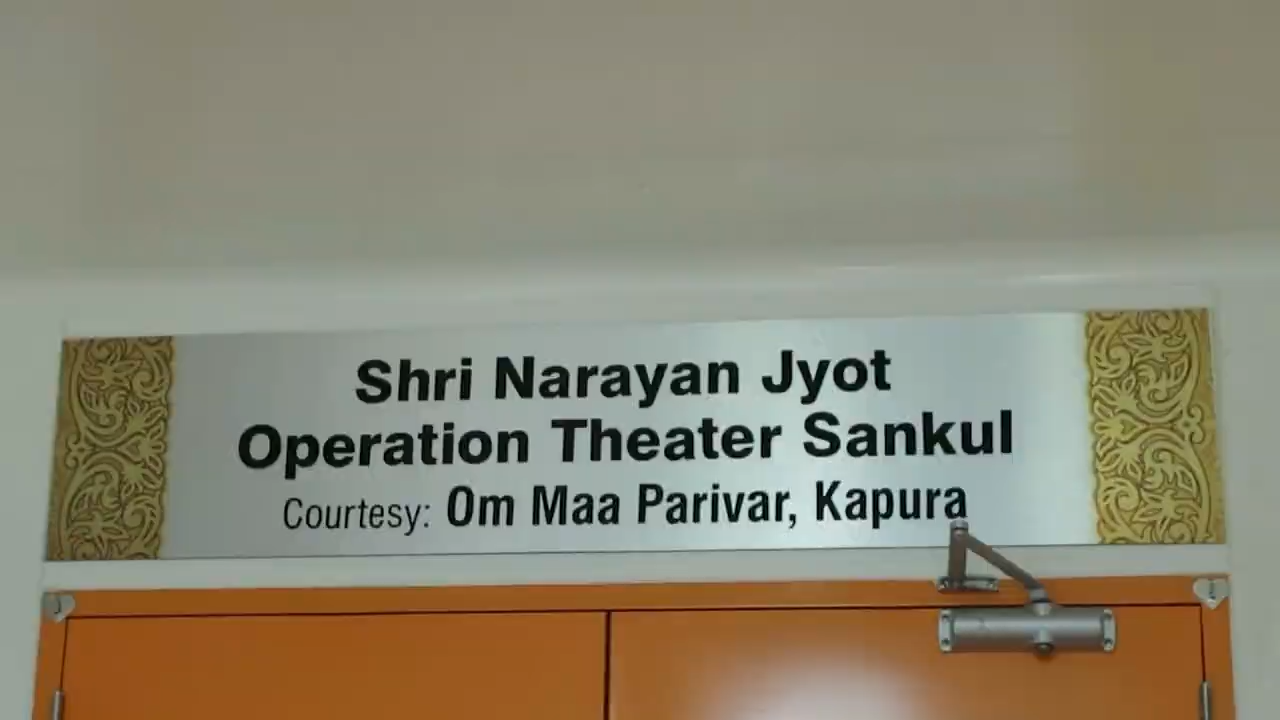 Shri Narayan Jyot
Operation Theater Sankul
Courtesy: Om Maa Parivar, Kapura